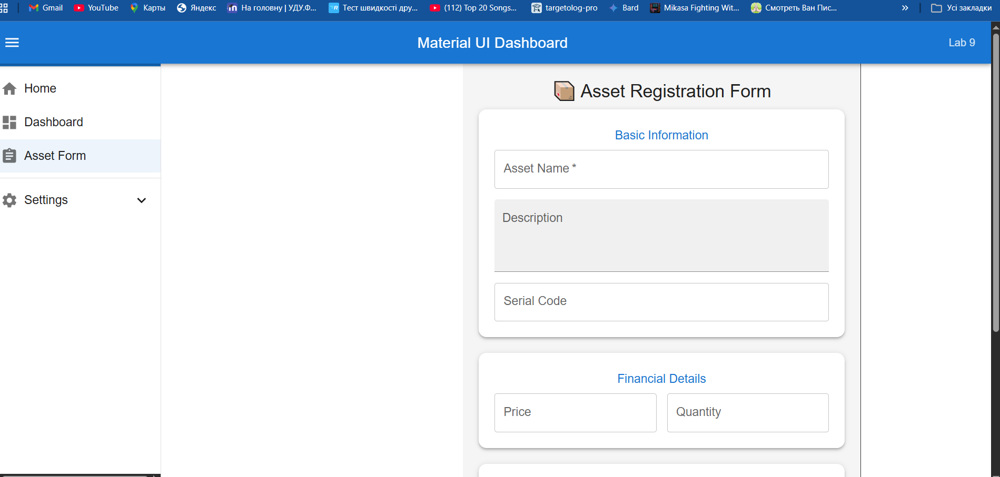 Gmail YouTube Карты Яндекс На головну | УДУ.Ф... Тест швидкості дру... (112) Top 20 Songs... targetolog-pro Bard Mikasa Fighting Wit... Смотреть Ван Пис... Усі закладки
Material UI Dashboard
Lab 9
Home
Dashboard
Asset Form
Settings
Asset Registration Form
Basic Information
Asset Name *
Description
Serial Code
Financial Details
Price Quantity